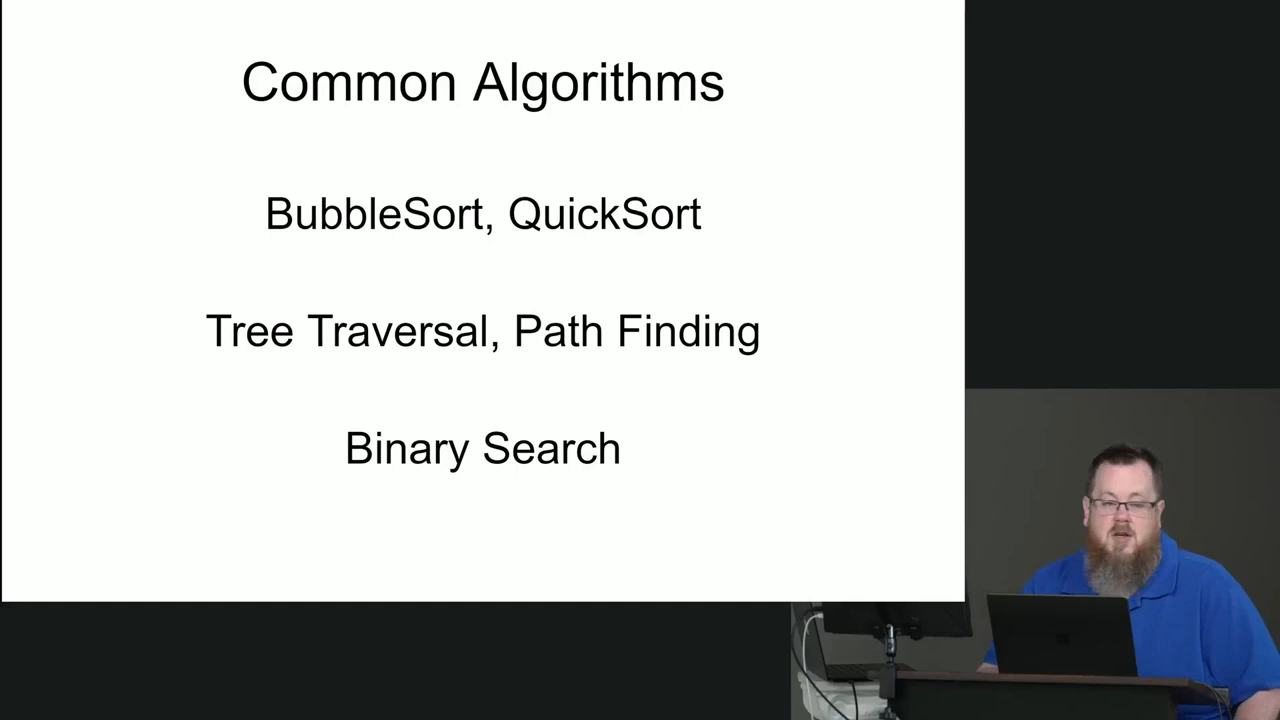 Common Algorithms
BubbleSort, QuickSort
Tree Traversal, Path Finding
Binary Search